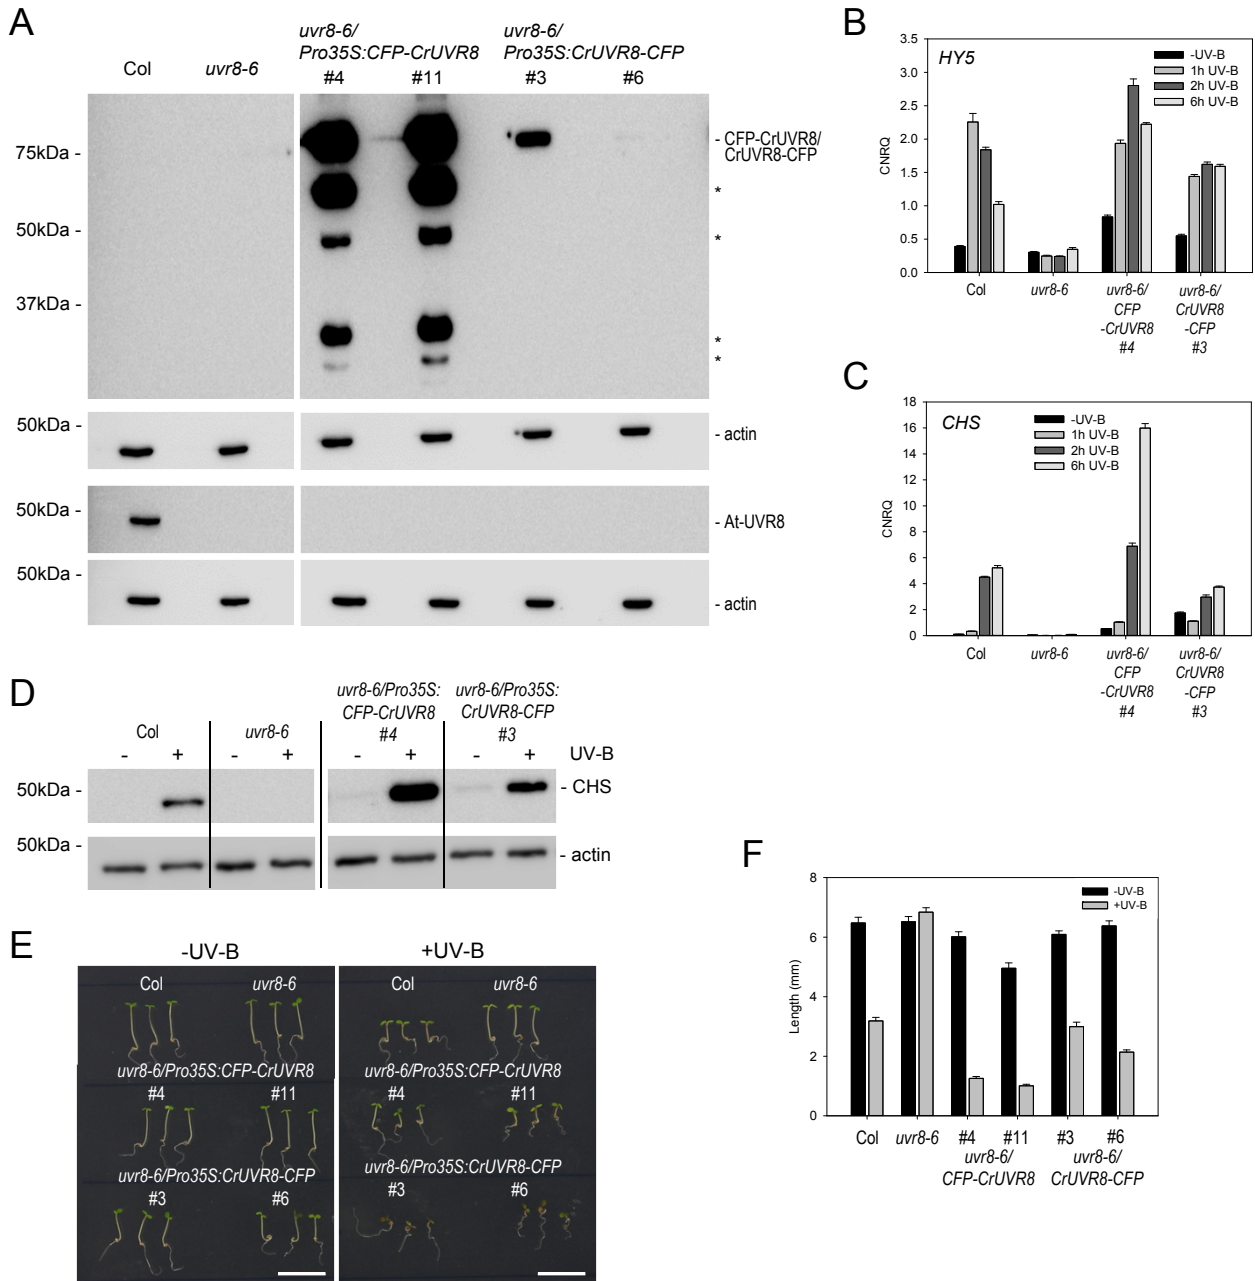 A
Col
uvr8-6
uvr8-6/
Pro35S:CFP-CrUVR8
#4
#11
uvr8-6/
Pro35S:CrUVR8-CFP
#3
#6
75kDa -
50kDa -
37kDa -
- CFP-CrUVR8/
CrUVR8-CFP
*
*
*
*
50kDa -
- actin
50kDa -
- At-UVR8
50kDa -
- actin
B
HY5
-UV-B
1h UV-B
2h UV-B
6h UV-B
CNRQ
3.5
3.0
2.5
2.0
1.5
1.0
0.5
0.0
Col
uvr8-6
uvr8-6/
CFP
-CrUVR8
#4
uvr8-6/
CrUVR8
-CFP
#3
C
CHS
-UV-B
1h UV-B
2h UV-B
6h UV-B
CNRQ
18
16
14
12
10
8
6
4
2
0
Col
uvr8-6
uvr8-6/
CFP
-CrUVR8
#4
uvr8-6/
CrUVR8
-CFP
#3
D
Col
uvr8-6
uvr8-6/Pro35S:
CFP-CrUVR8
#4
uvr8-6/Pro35S:
CrUVR8-CFP
#3
- + - + - + - + UV-B
50kDa -
- CHS
50kDa -
- actin
E
-UV-B
+UV-B
Col
uvr8-6
uvr8-6/Pro35S:CFP-CrUVR8
#4
#11
uvr8-6/Pro35S:CrUVR8-CFP
#3
#6
Col
uvr8-6
uvr8-6/Pro35S:CFP-CrUVR8
#4
#11
uvr8-6/Pro35S:CrUVR8-CFP
#3
#6
F
-UV-B
+UV-B
Length (mm)
8
6
4
2
0
Col
uvr8-6
#4
#11
uvr8-6/
CFP-CrUVR8
#3
#6
uvr8-6/
CrUVR8-CFP